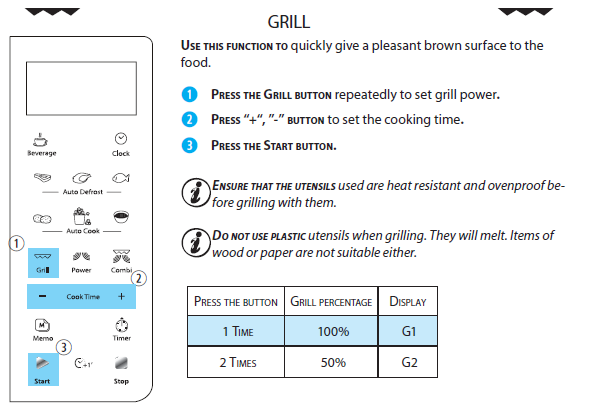 GRILL
USE THIS FUNCTION TO quickly give a pleasant brown surface to the
food.
1 PRESS THE GRILL BUTTON repeatedly to set grill power.
2 PRESS “+“, ”-” BUTTON to set the cooking time.
3 PRESS THE START BUTTON.
i ENSURE THAT THE UTENSILS used are heat resistant and ovenproof be-
fore grilling with them.
i DO NOT USE PLASTIC utensils when grilling. They will melt. Items of
wood or paper are not suitable either.
PRESS THE BUTTON GRILL PERCENTAGE DISPLAY
1 TIME 100% G1
2 TIMES 50% G2
Beverage Clock
Auto Defrost
Auto Cook
1
Grill Power Combi
2
- Cook Time +
M
Memo Timer
3
+1'
Start Stop